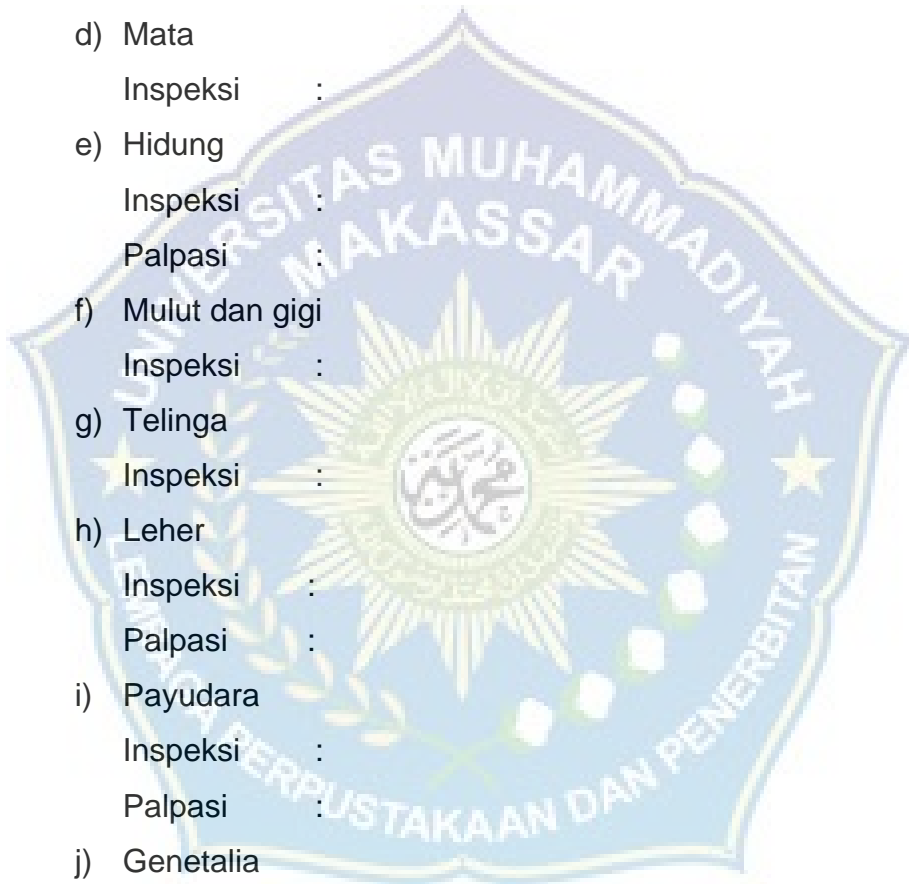 d) Mata
Inspeksi :
e) Hidung
Inspeksi :
Palpasi :
f) Mulut dan gigi
Inspeksi :
g) Telinga
Inspeksi :
h) Leher
Inspeksi :
Palpasi :
i) Payudara
Inspeksi :
Palpasi :
j) Genetalia
UNIVERSITAS MUHAMMADIYAH
MAKASSAR
LEMBAGA PERPUSTAKAAN DAN PENERBITAN